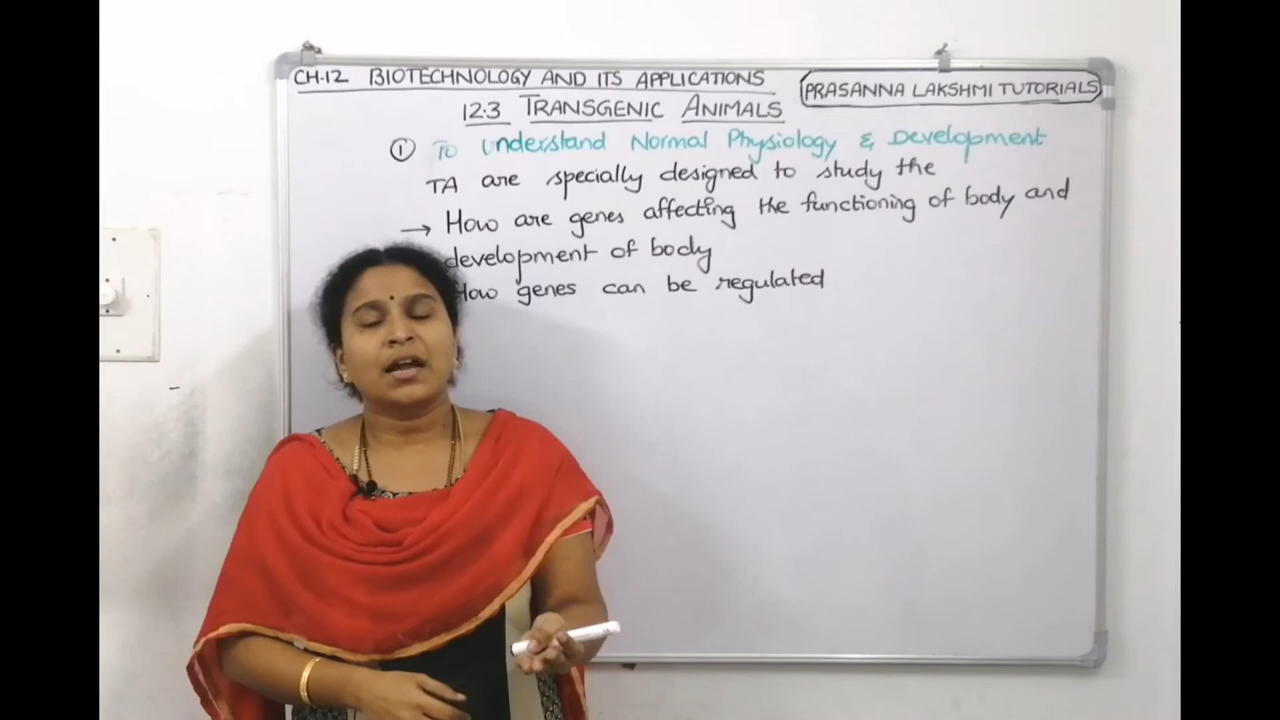 CH.12 BIOTECHNOLOGY AND ITS APPLICATIONS
PRASANNA LAKSHMI TUTORIALS
12.3 TRANSGENIC ANIMALS
① To Understand Normal Physiology & Development
TA are specially designed to study the
→ How are genes affecting the functioning of body and
development of body
How genes can be regulated